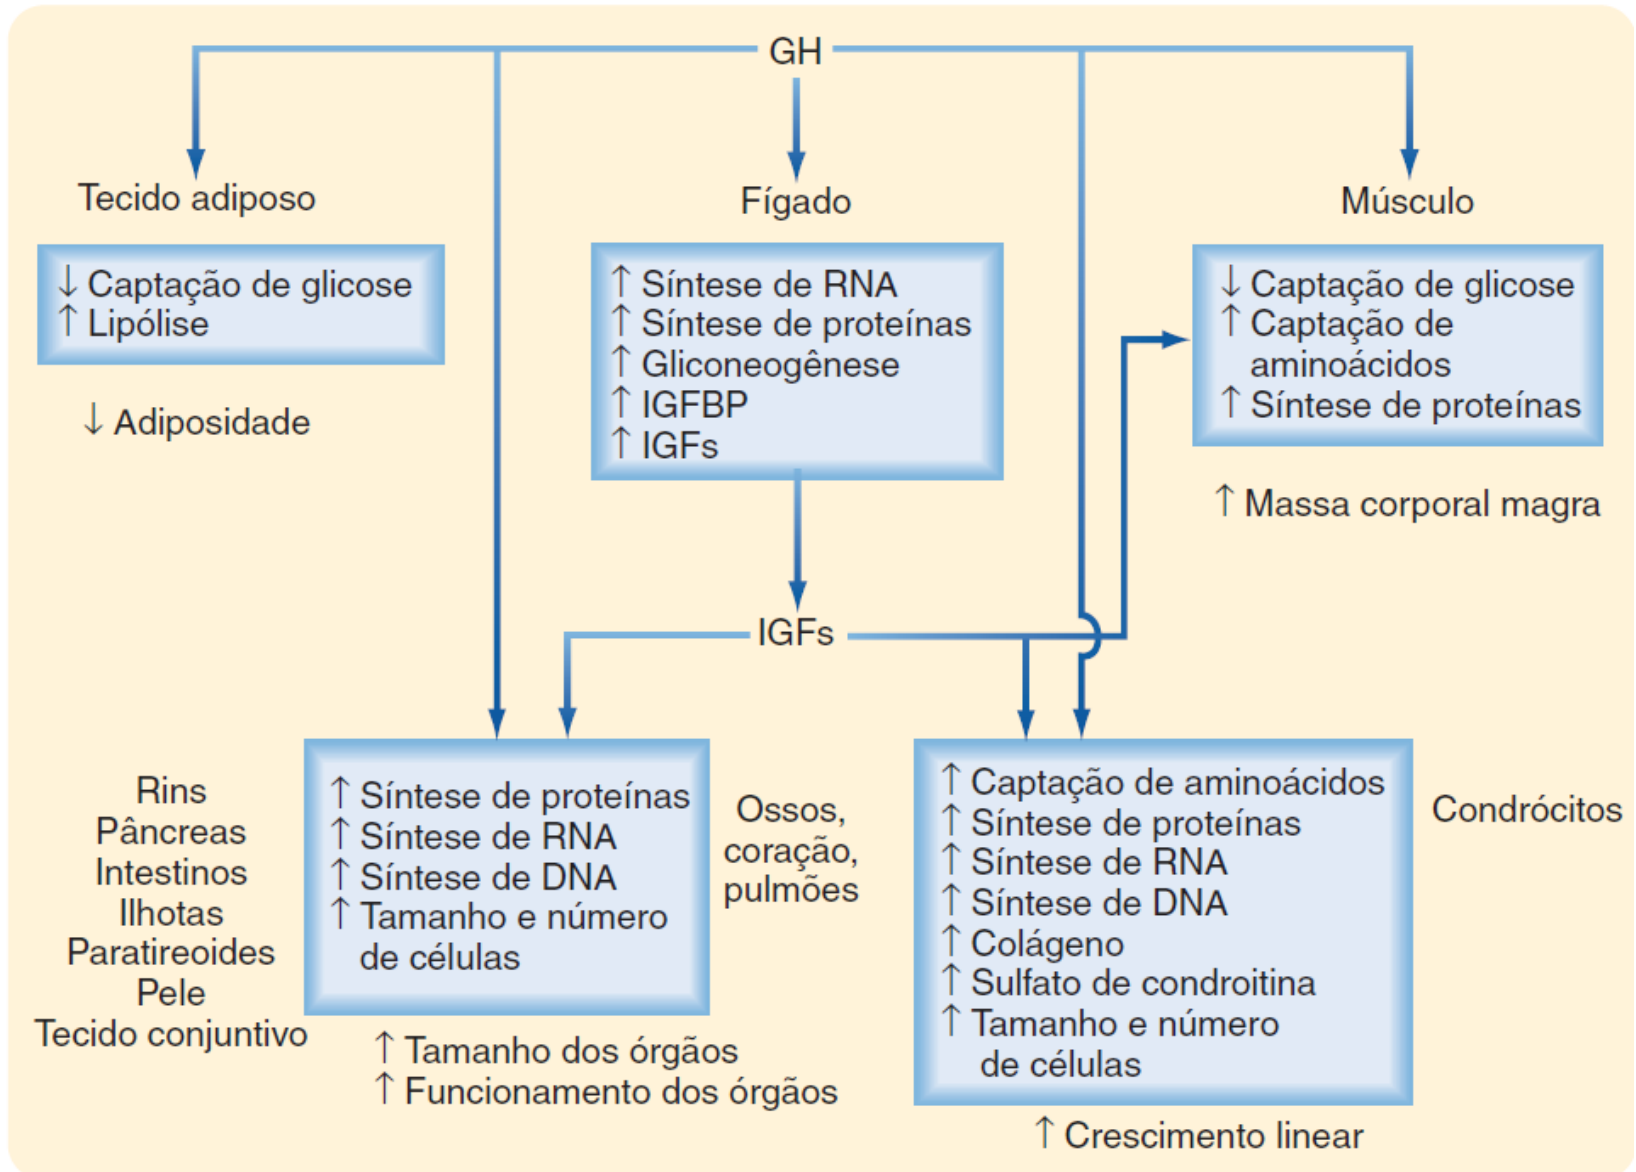 GH
Tecido adiposo
↓ Captação de glicose
↑ Lipólise
↓ Adiposidade
Fígado
↑ Síntese de RNA
↑ Síntese de proteínas
↑ Gliconeogênese
↑ IGFBP
↑ IGFs
Músculo
↓ Captação de glicose
↑ Captação de
aminoácidos
↑ Síntese de proteínas
↑ Massa corporal magra
IGFs
Rins
Pâncreas
Intestinos
Ilhotas
Paratireoides
Pele
Tecido conjuntivo
↑ Síntese de proteínas
↑ Síntese de RNA
↑ Síntese de DNA
↑ Tamanho e número
de células
Ossos,
coração,
pulmões
↑ Tamanho dos órgãos
↑ Funcionamento dos órgãos
↑ Captação de aminoácidos
↑ Síntese de proteínas
↑ Síntese de RNA
↑ Síntese de DNA
↑ Colágeno
↑ Sulfato de condroitina
↑ Tamanho e número
de células
Condrócitos
↑ Crescimento linear